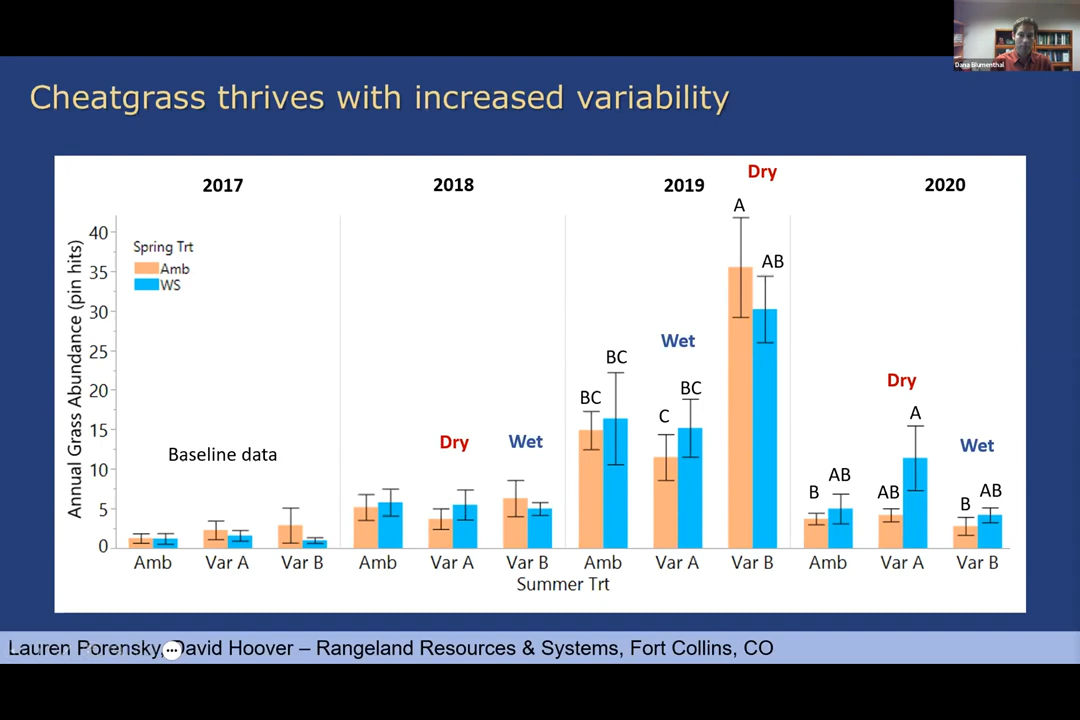 Dana Blumenthal
Cheatgrass thrives with increased variability
2017
2018
2019
2020
Dry
A
AB
40
35
30
25
20
15
10
5
0
Annual Grass Abundance (pin hits)
Spring Trt
Amb
WS
Baseline data
Dry
Wet
BC
BC
Wet
C
BC
Dry
A
Wet
B
AB
AB
B
AB
Amb Var A Var B Amb Var A Var B Amb Var A Var B Amb Var A Var B
Summer Trt
Lauren Porensky, David Hoover – Rangeland Resources & Systems, Fort Collins, CO